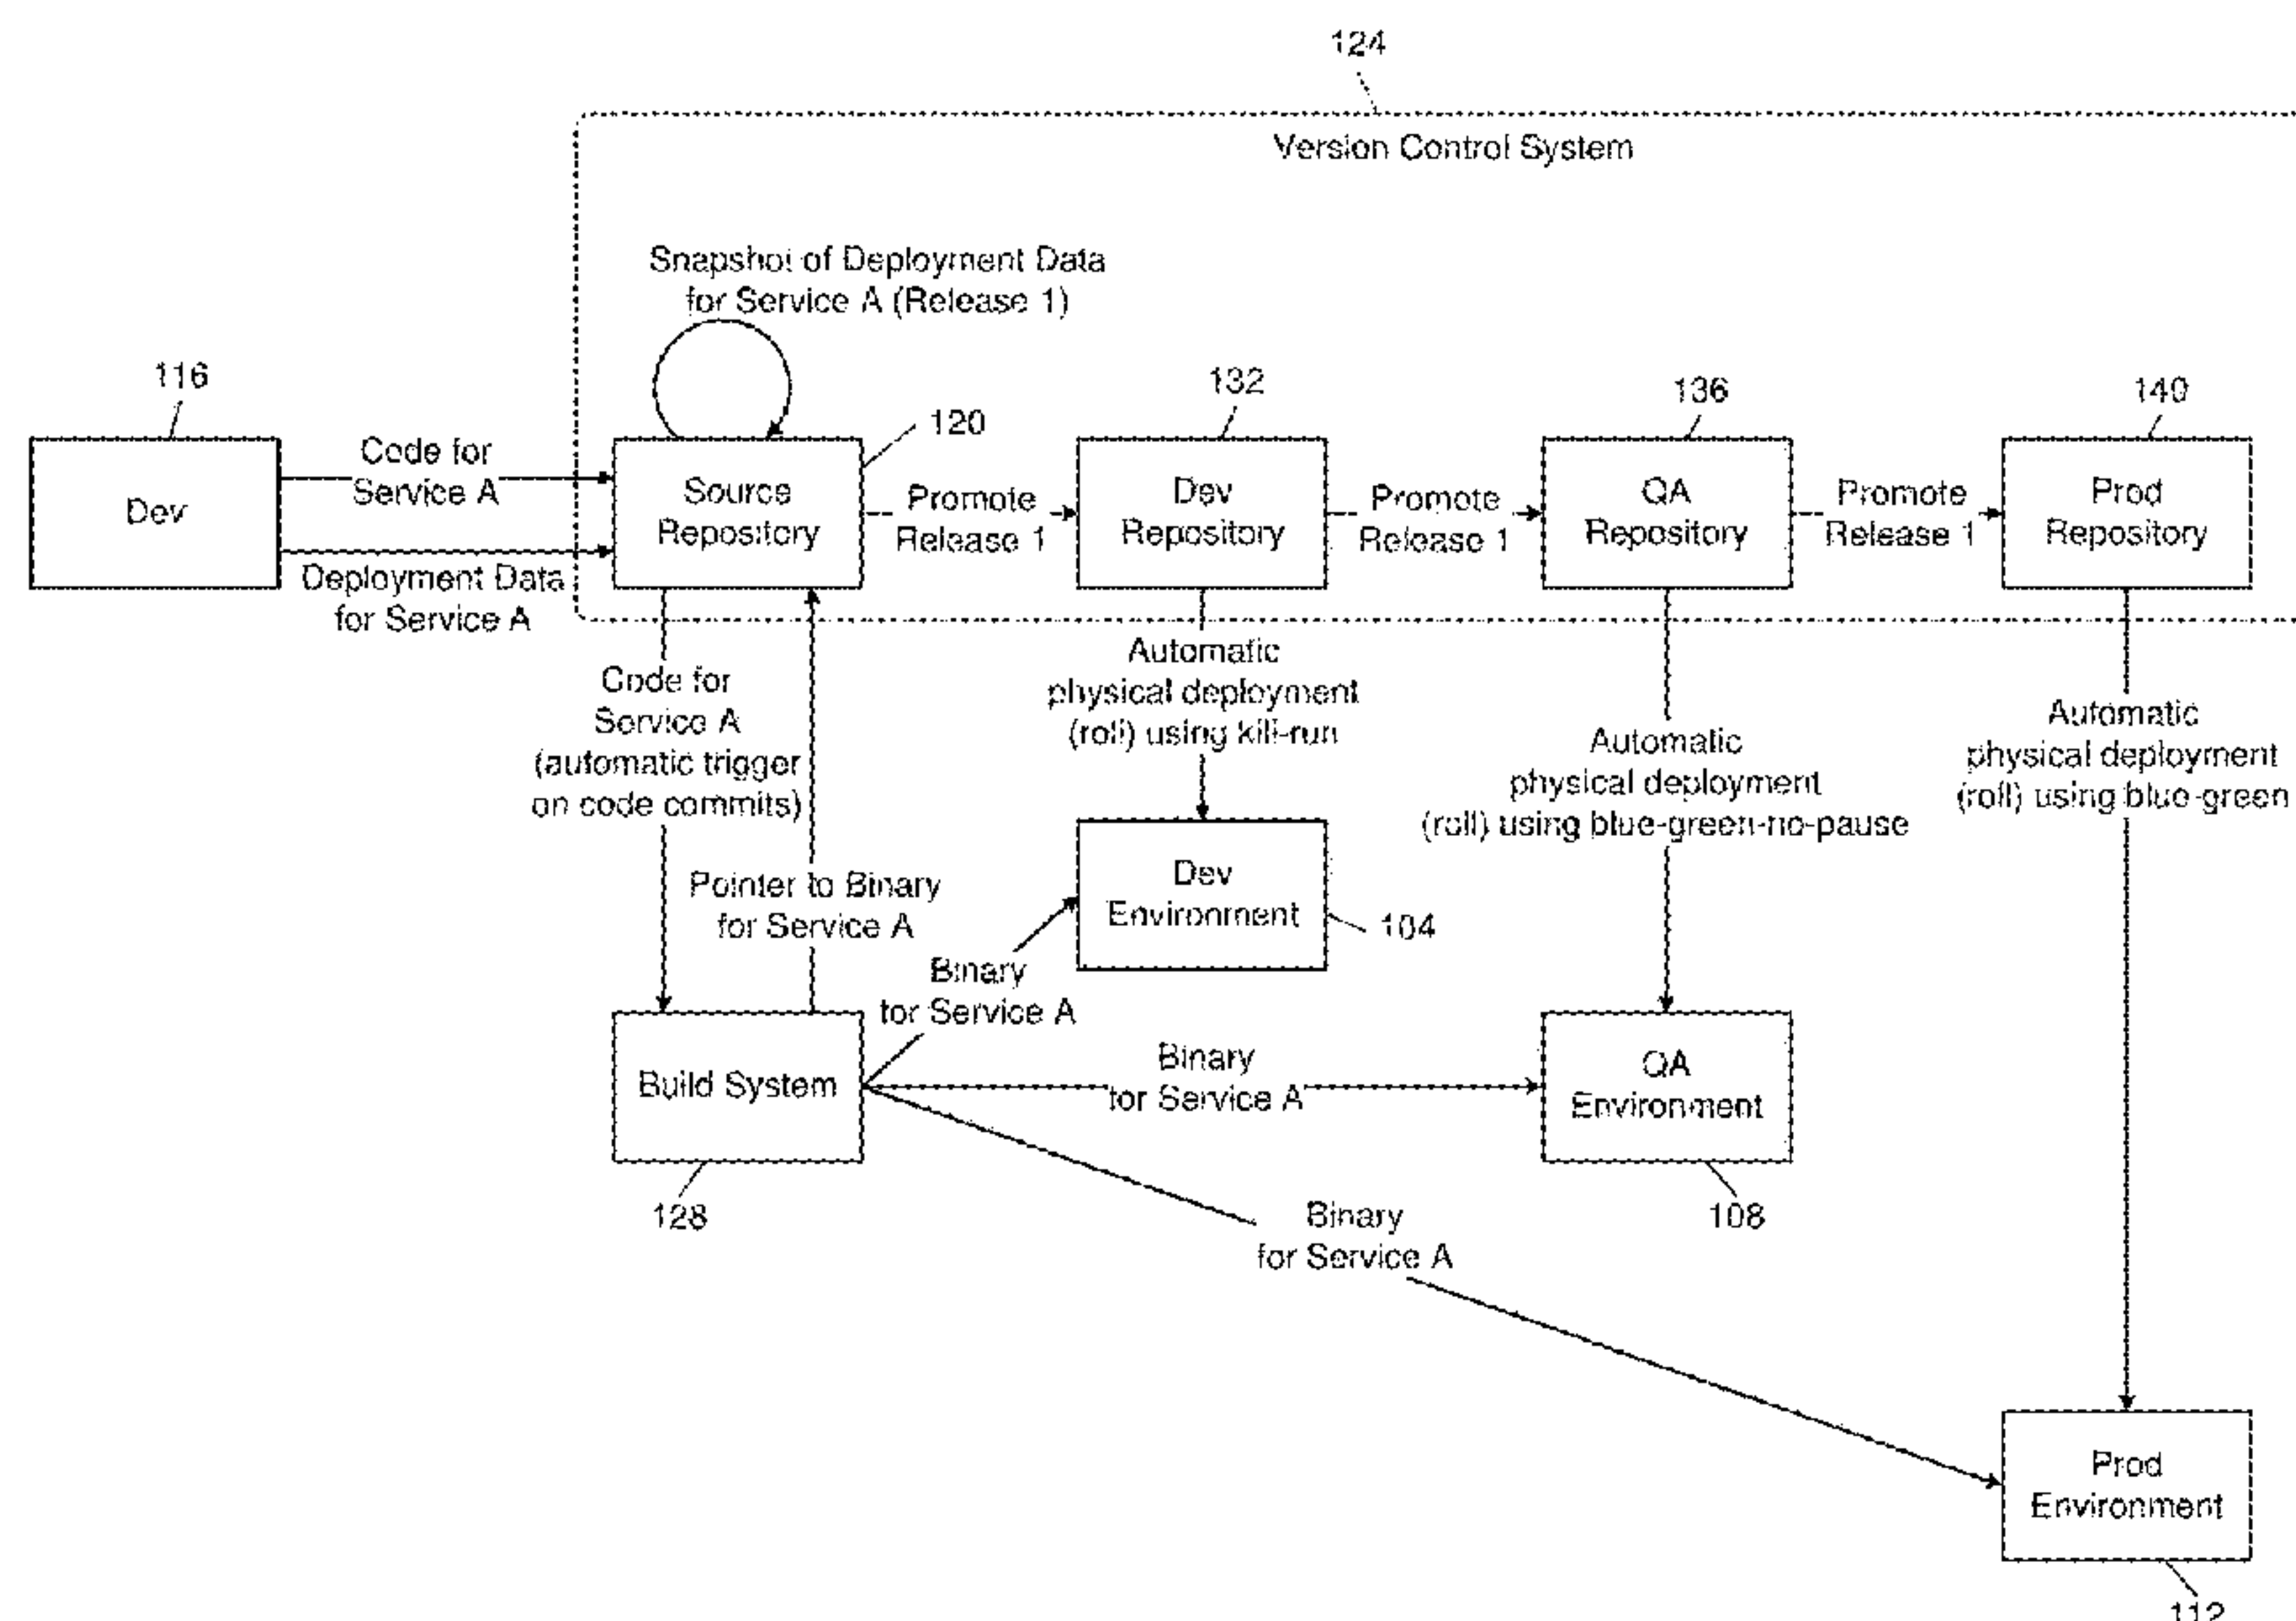 124
Version Control System
Snapshot of Deployment Data
for Service A (Release 1)
116
Dev
Code for
Service A
Deployment Data
for Service A
120
Source
Repository
Promote
Release 1
132
Dev
Repository
Promote
Release 1
136
QA
Repository
Promote
Release 1
140
Prod
Repository
Code for
Service A
(automatic trigger
on code commits)
Pointer to Binary
for Service A
Automatic
physical deployment
(roll) using kill-run
Automatic
physical deployment
(roll) using blue-green-no-pause
Automatic
physical deployment
(roll) using blue-green
Dev
Environment
104
Binary
for Service A
Build System
128
Binary
for Service A
QA
Environment
108
Binary
for Service A
Prod
Environment
112